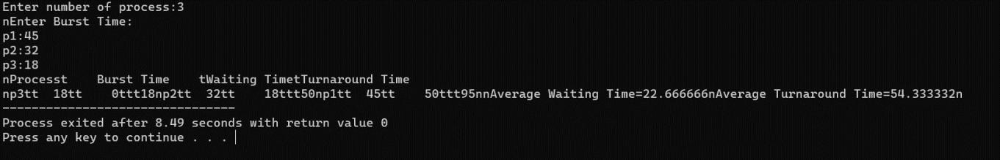 Enter number of process:3
nEnter Burst Time:
p1:45
p2:32
p3:18
nProcesst    Burst Time    tWaiting TimetTurnaround Time
np3tt  18tt    0ttt18np2tt  32tt    18ttt50np1tt  45tt    50ttt95nnAverage Waiting Time=22.666666nAverage Turnaround Time=54.333332n
--------------------------------
Process exited after 8.49 seconds with return value 0
Press any key to continue . . .